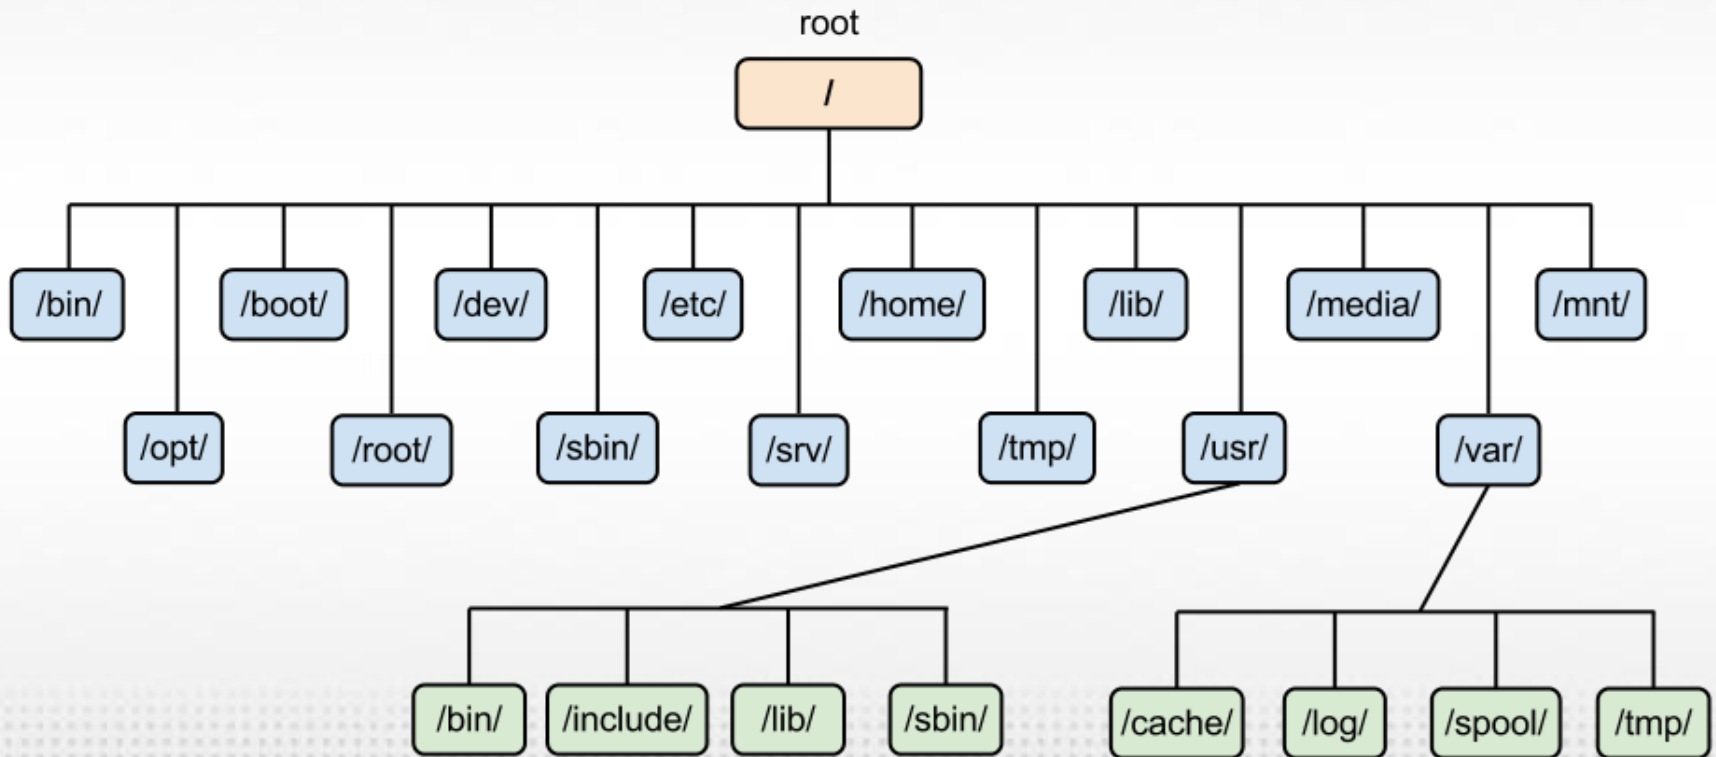 root
/
/bin/ /boot/ /dev/ /etc/ /home/ /lib/ /media/ /mnt/
/opt/ /root/ /sbin/ /srv/ /tmp/ /usr/ /var/
/bin/ /include/ /lib/ /sbin/ /cache/ /log/ /spool/ /tmp/